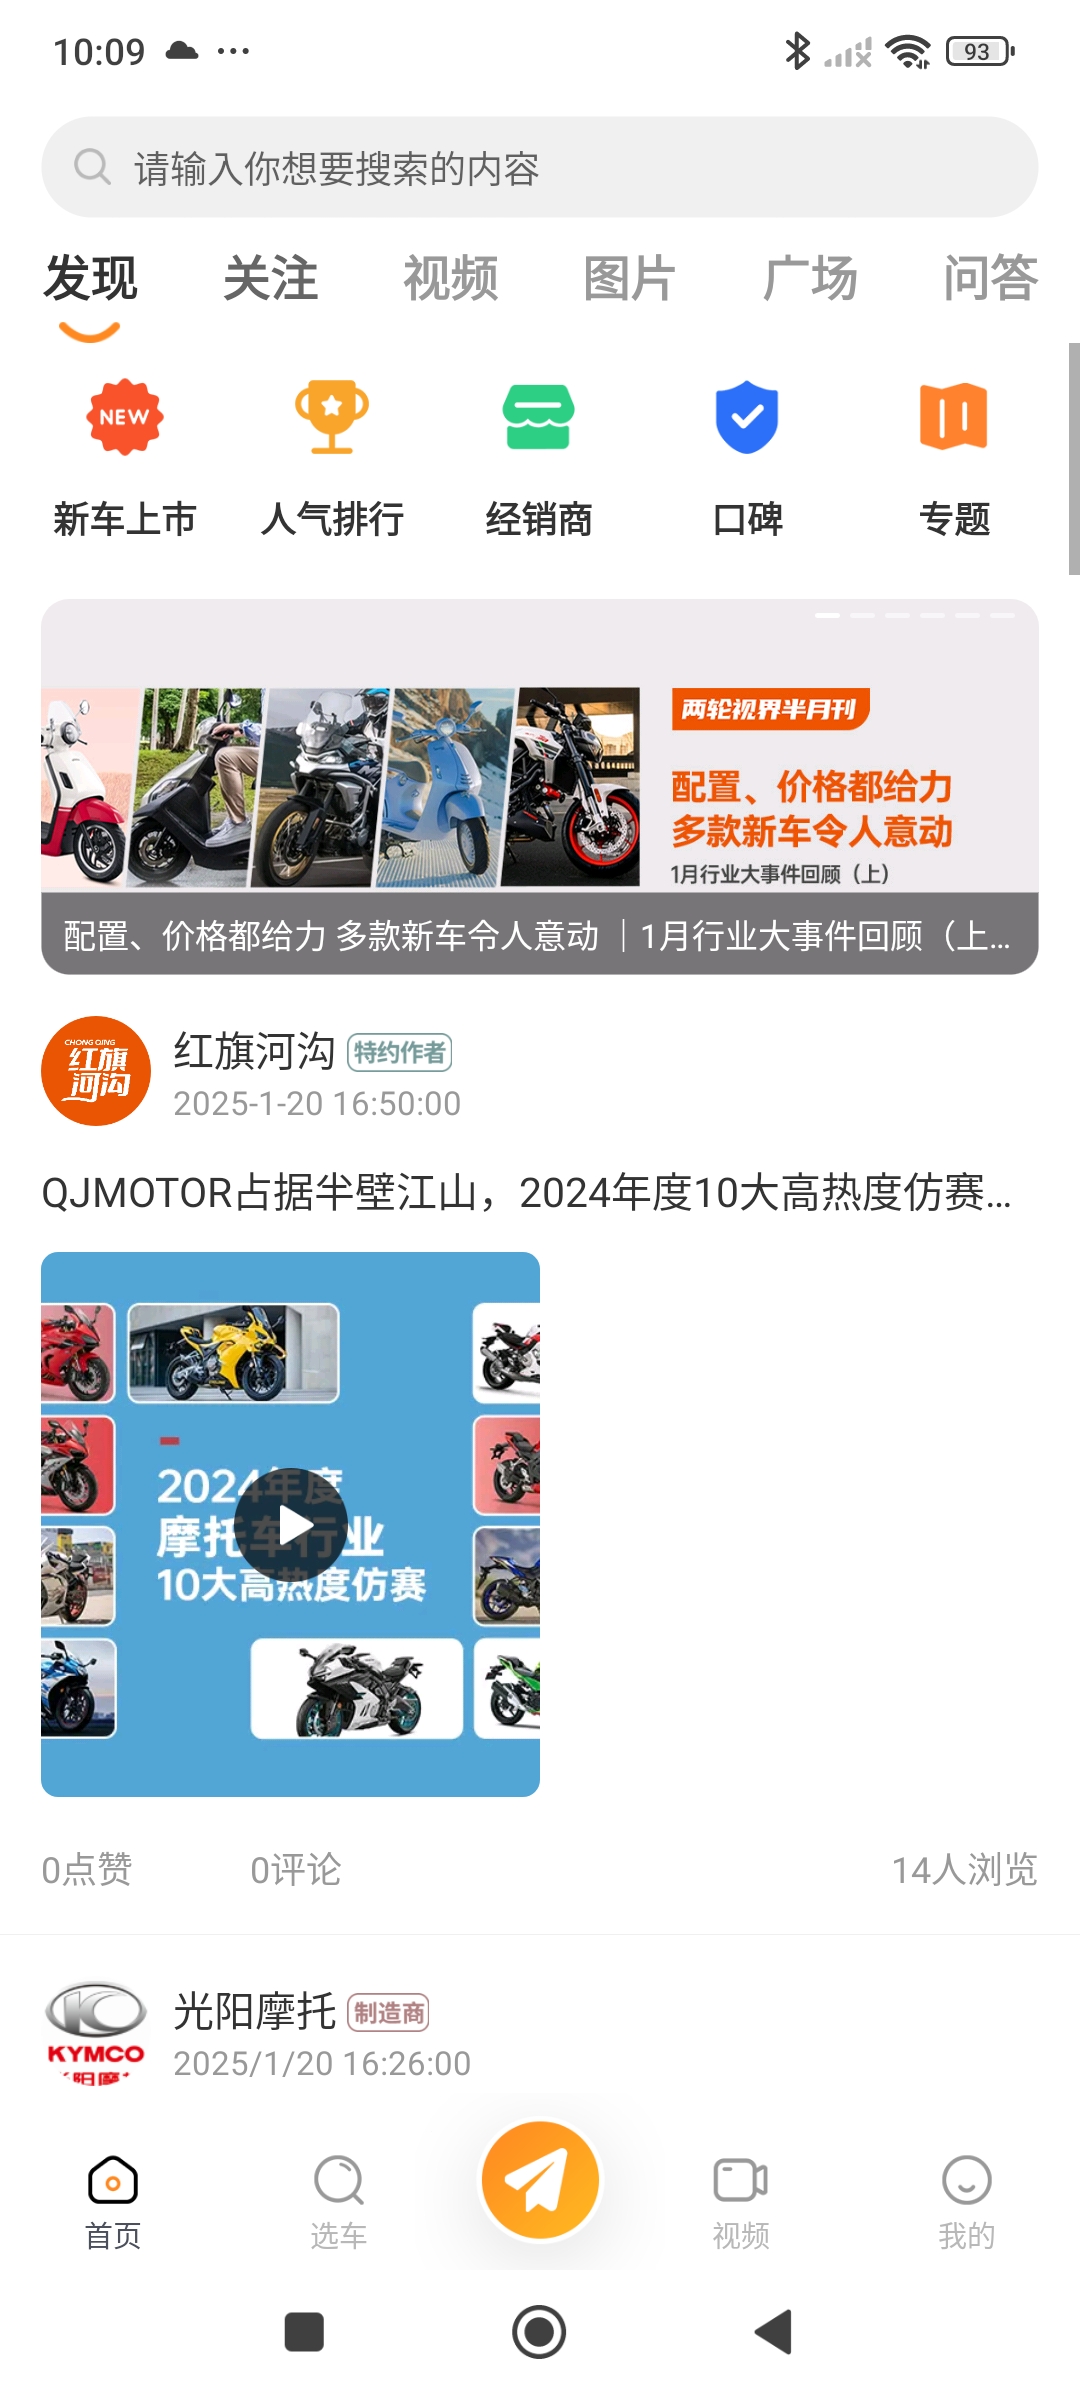 10:09
93
请输入你想要搜索的内容
发现 关注 视频 图片 广场 问答
NEW
新车上市 人气排行 经销商 口碑 专题
两轮视界半月刊
配置、价格都给力
多款新车令人意动
1月行业大事件回顾（上）
配置、价格都给力 多款新车令人意动 ｜1月行业大事件回顾（上...
CHONG QING
红旗
河沟
红旗河沟 特约作者
2025-1-20 16:50:00
QJMOTOR占据半壁江山，2024年度10大高热度仿赛...
2024年度
摩托车行业
10大高热度仿赛
0点赞 0评论 14人浏览
KYMCO
光阳摩托 制造商
2025/1/20 16:26:00
首页 选车 视频 我的